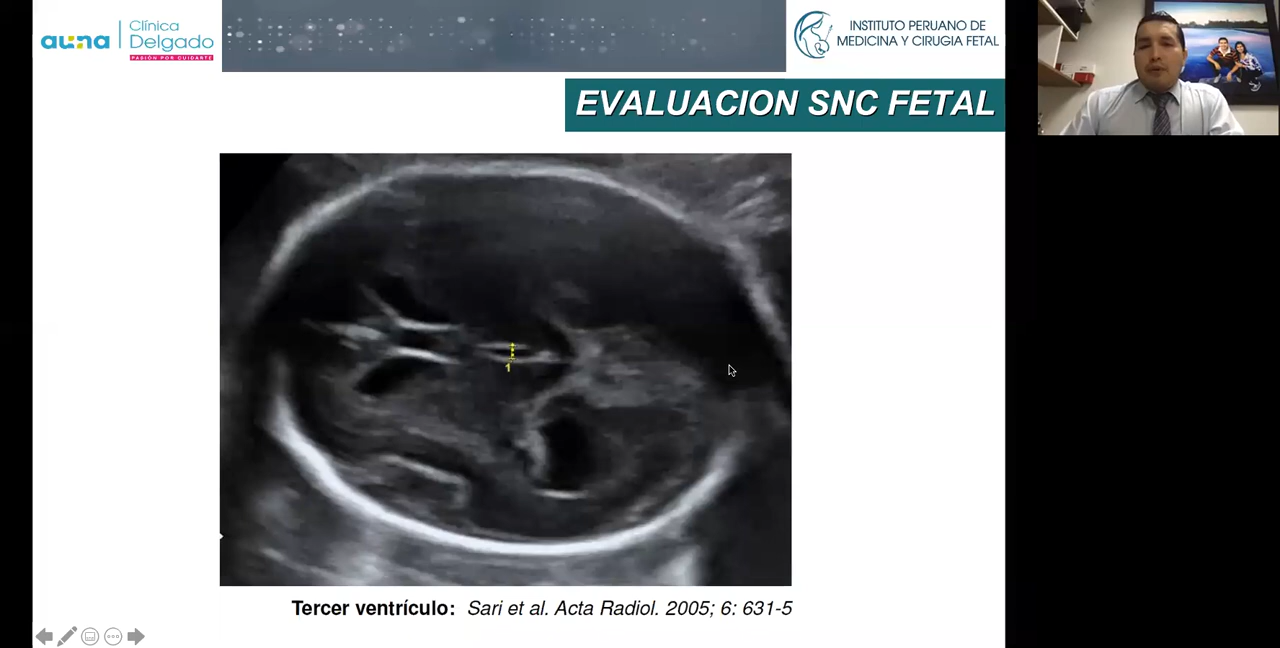 auna
Clínica
Delgado
PASIÓN POR CUIDARTE
INSTITUTO PERUANO DE
MEDICINA Y CIRUGIA FETAL
EVALUACION SNC FETAL
1
Tercer ventrículo: Sari et al. Acta Radiol. 2005; 6: 631-5